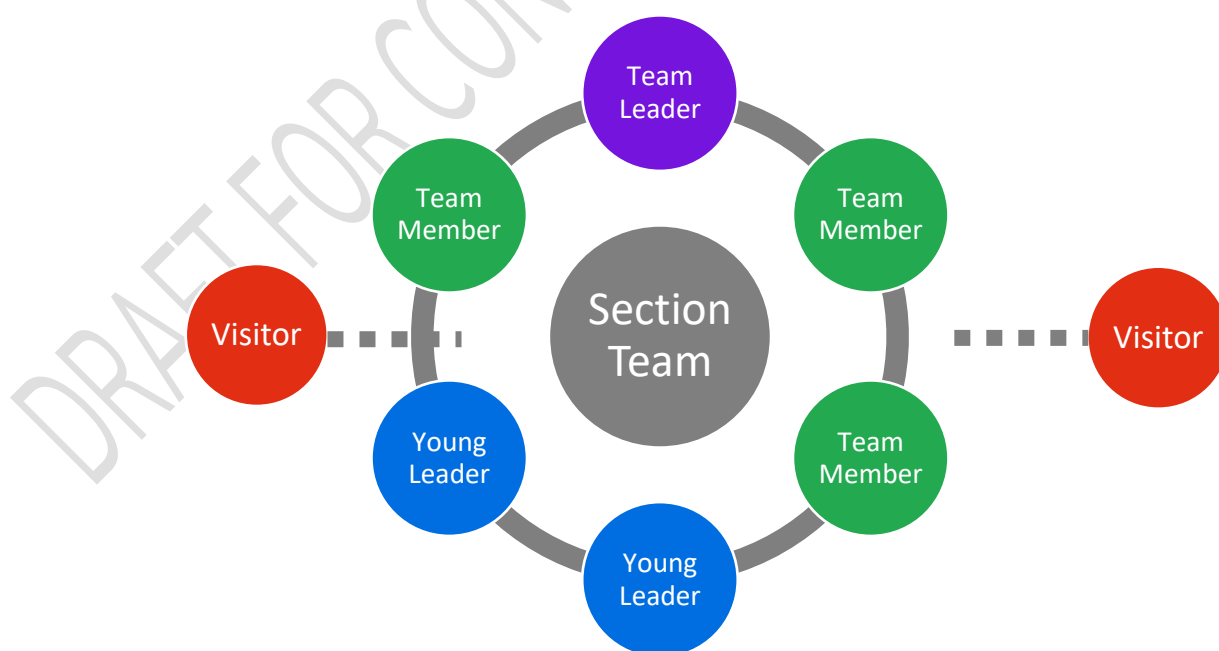 DRAFT FOR
Team
Leader
Team
Member
Team
Member
Visitor
Section
Team
Visitor
Young
Leader
Team
Member
Young
Leader